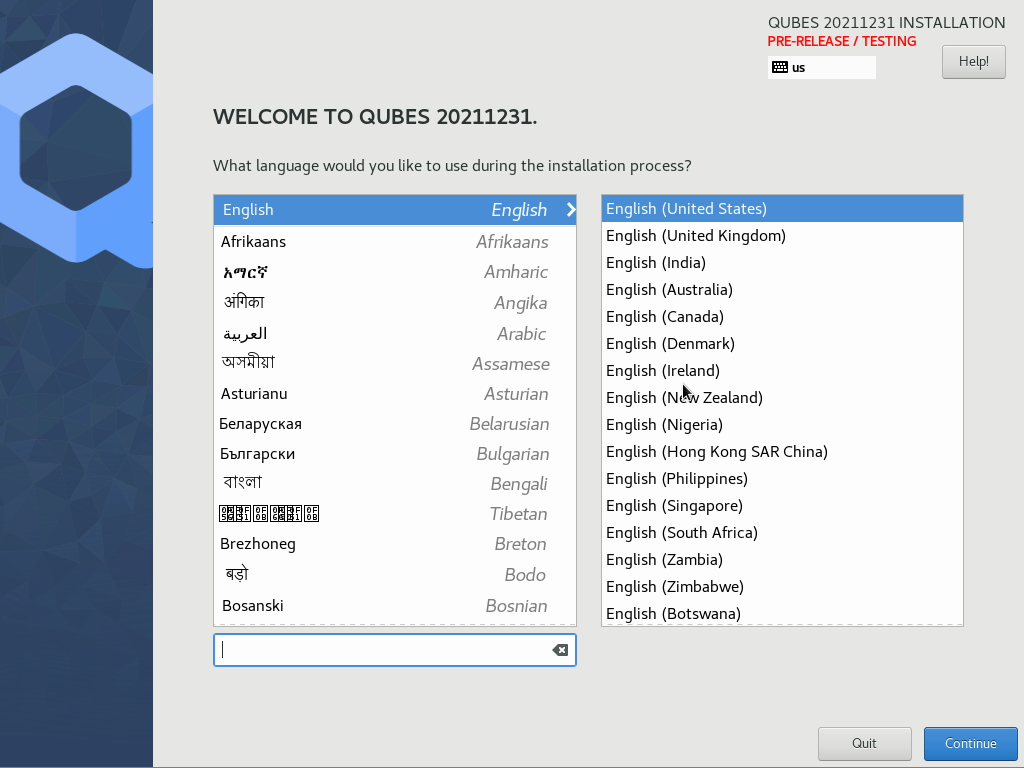 QUBES 20211231 INSTALLATION
PRE-RELEASE / TESTING
us
Help!
WELCOME TO QUBES 20211231.
What language would you like to use during the installation process?
English English
Afrikaans Afrikaans
አማርኛ Amharic
अंगिका Angika
العربية Arabic
অসমীয়া Assamese
Asturianu Asturian
Беларуская Belarusian
Български Bulgarian
বাংলা Bengali
Tibetan
Brezhoneg Breton
बड़ो Bodo
Bosanski Bosnian
English (United States)
English (United Kingdom)
English (India)
English (Australia)
English (Canada)
English (Denmark)
English (Ireland)
English (New Zealand)
English (Nigeria)
English (Hong Kong SAR China)
English (Philippines)
English (Singapore)
English (South Africa)
English (Zambia)
English (Zimbabwe)
English (Botswana)
Quit
Continue